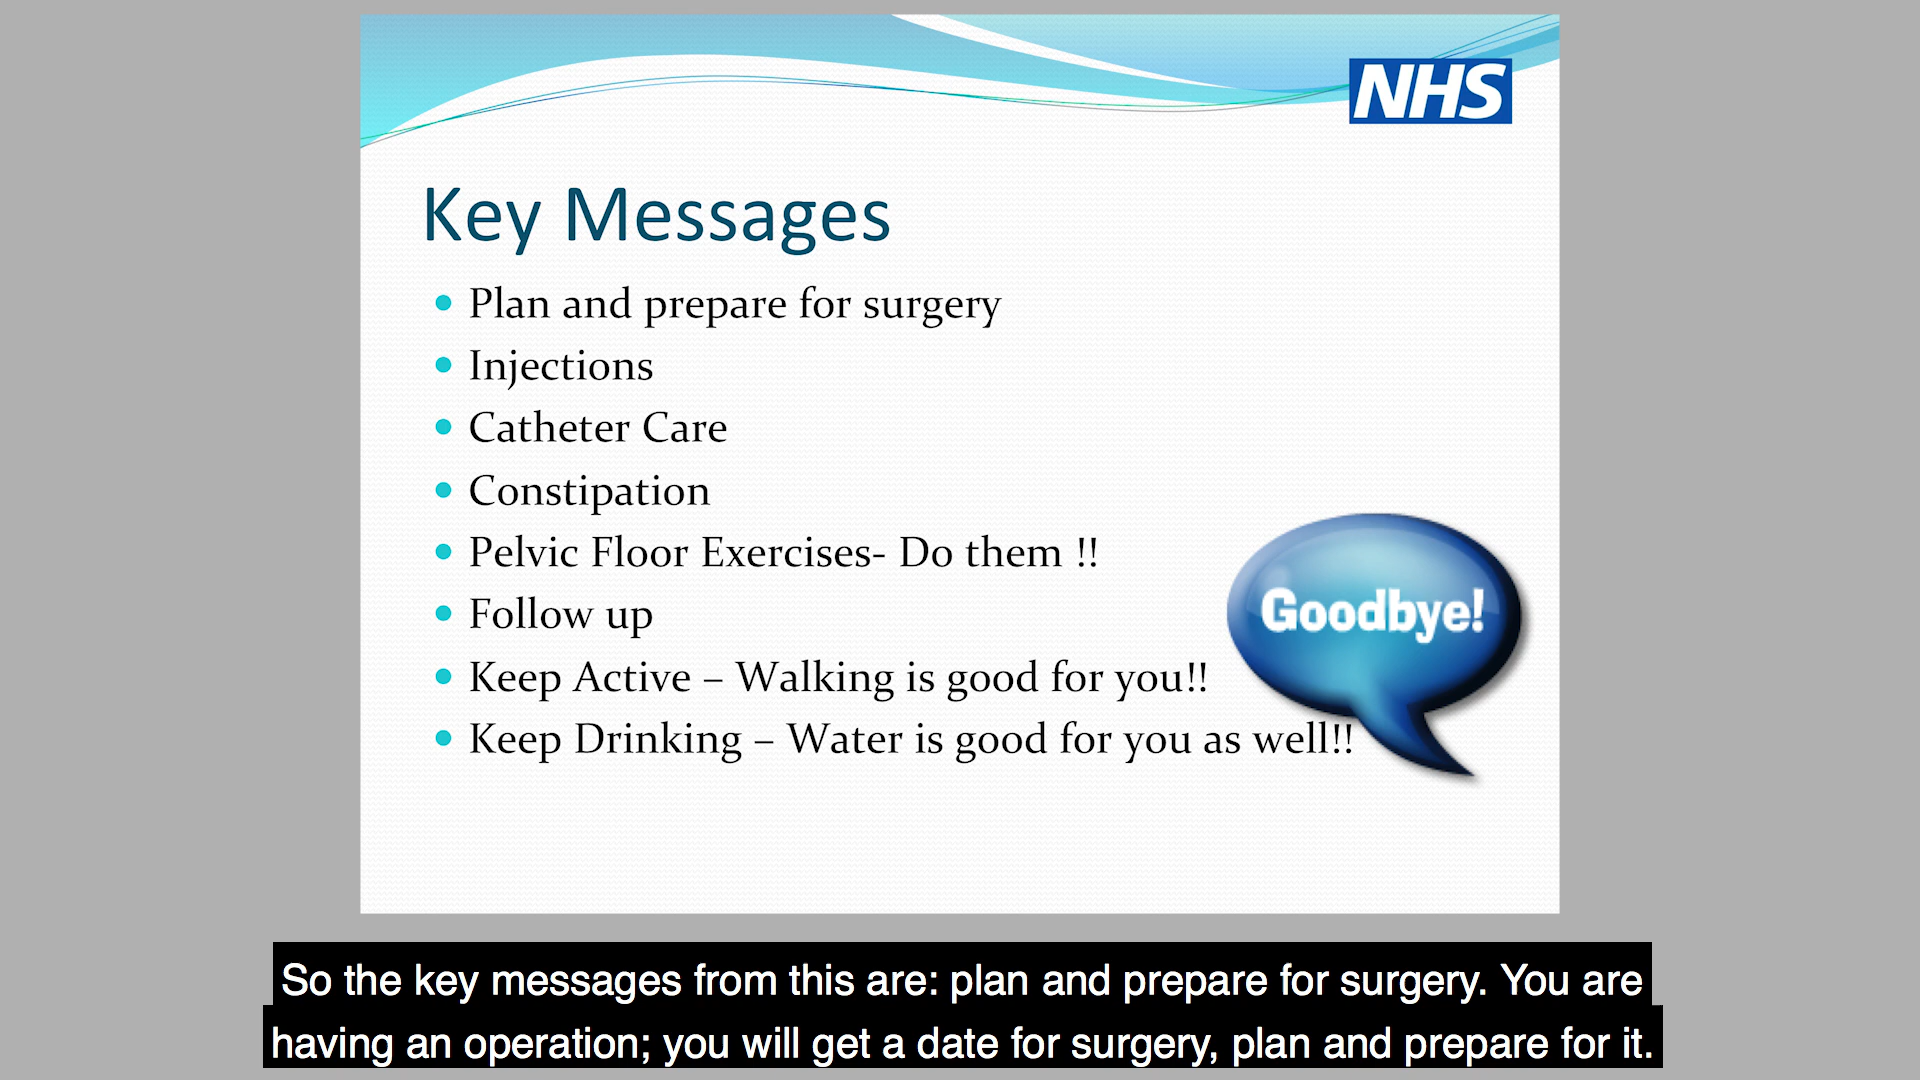 NHS
Key Messages
Plan and prepare for surgery
Injections
Catheter Care
Constipation
Pelvic Floor Exercises- Do them !!
Follow up
Keep Active – Walking is good for you!!
Keep Drinking – Water is good for you as well!!
Goodbye!
So the key messages from this are: plan and prepare for surgery. You are
having an operation; you will get a date for surgery, plan and prepare for it.